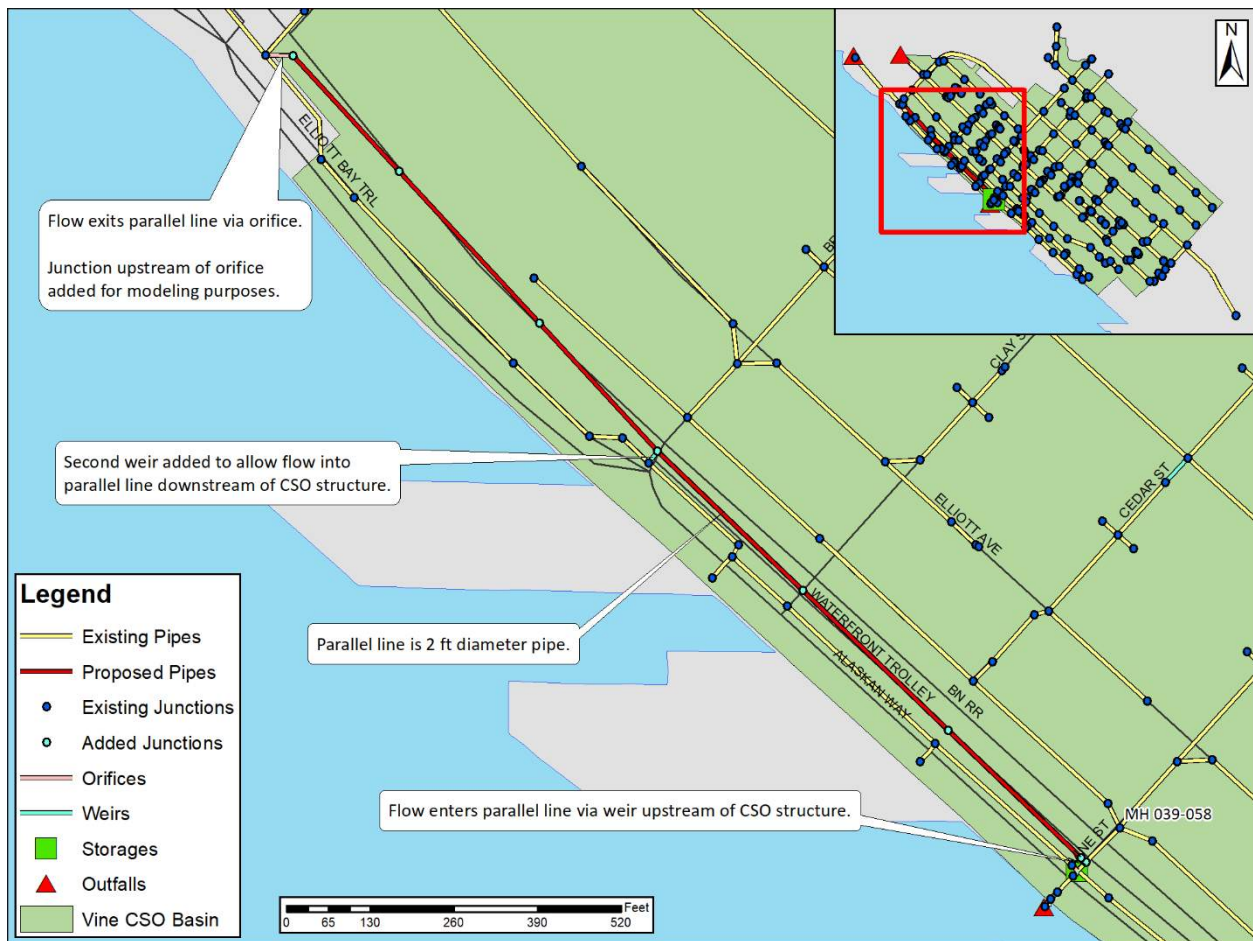 N
ELLIOTT BAY TRL
Flow exits parallel line via orifice.
Junction upstream of orifice
added for modeling purposes.
CLAY S
Second weir added to allow flow into
parallel line downstream of CSO structure.
CEDAR ST
ELLIOTT AVE
Parallel line is 2 ft diameter pipe.
WATERFRONT TROLLEY
BN RR
ALASKAN WAY
Flow enters parallel line via weir upstream of CSO structure.
MH 039-058
NE ST
Legend
Existing Pipes
Proposed Pipes
Existing Junctions
Added Junctions
Orifices
Weirs
Storages
Outfalls
Vine CSO Basin
Feet
0 65 130 260 390 520